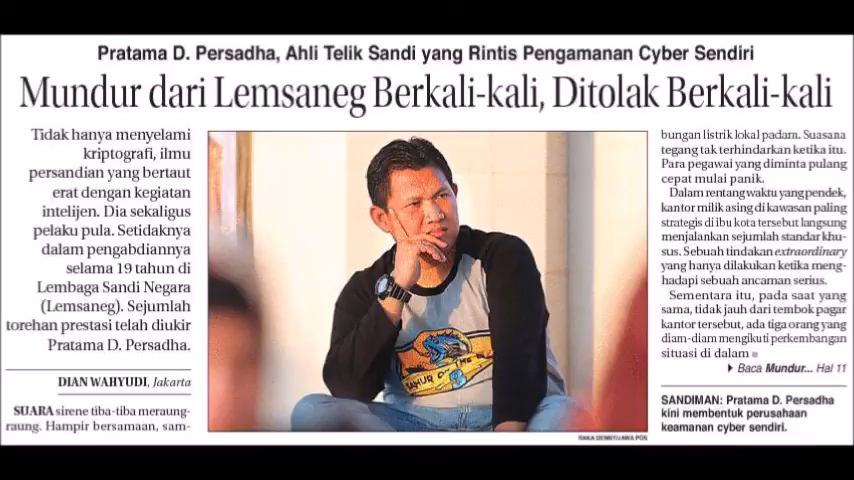 Pratama D. Persadha, Ahli Telik Sandi yang Rintis Pengamanan Cyber Sendiri
Mundur dari Lemsaneg Berkali-kali, Ditolak Berkali-kali
Tidak hanya menyelami
kriptografi, ilmu
persandian yang bertaut
erat dengan kegiatan
intelijen. Dia sekaligus
pelaku pula. Setidaknya
dalam pengabdiannya
selama 19 tahun di
Lembaga Sandi Negara
(Lemsaneg). Sejumlah
torehan prestasi telah diukir
Pratama D. Persadha.
DIAN WAHYUDI, Jakarta
SUARA sirene tiba-tiba meraung-
raung. Hampir bersamaan, sam-
bungan listrik lokal padam. Suasana
tegang tak terhindarkan ketika itu.
Para pegawai yang diminta pulang
cepat mulai panik.
Dalam rentang waktu yang pendek,
kantor milik asing di kawasan paling
strategis di ibu kota tersebut langsung
menjalankan sejumlah standar khu-
sus. Sebuah tindakan extraordinary
yang hanya dilakukan ketika meng-
hadapi sebuah ancaman serius.
Sementara itu, pada saat yang
sama, tidak jauh dari tembok pagar
kantor tersebut, ada tiga orang yang
diam-diam mengikuti perkembangan
situasi di dalam
Baca Mundur... Hal 11
SANDIMAN: Pratama D. Persadha
kini membentuk perusahaan
keamanan cyber sendiri.